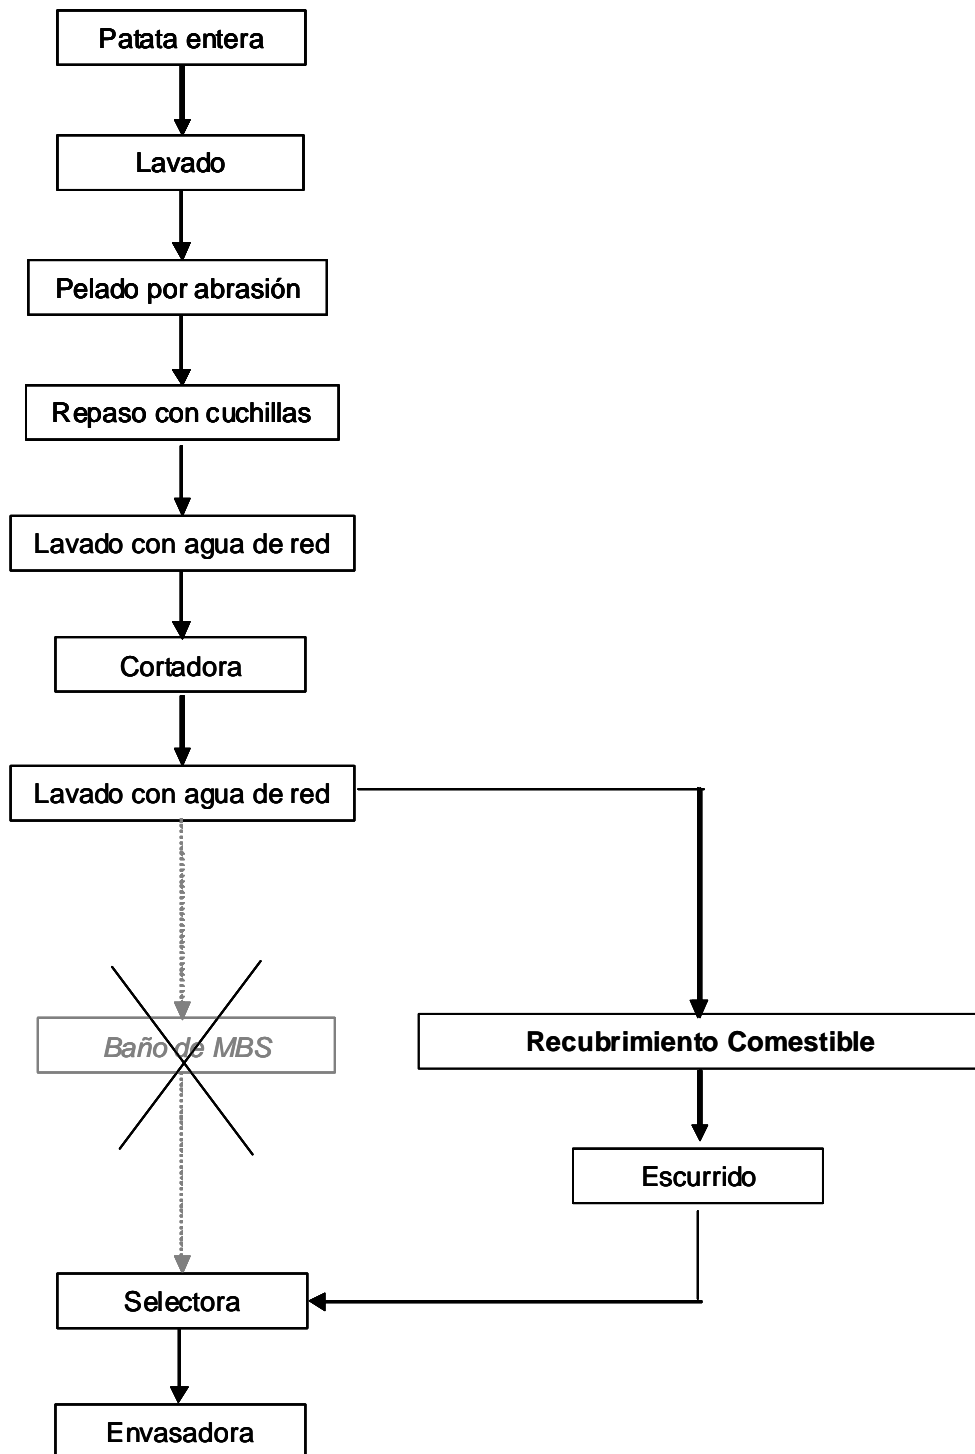 Patata entera
Lavado
Pelado por abrasión
Repaso con cuchillas
Lavado con agua de red
Cortadora
Lavado con agua de red
Baño de MBS
Recubrimiento Comestible
Escurrido
Selectora
Envasadora